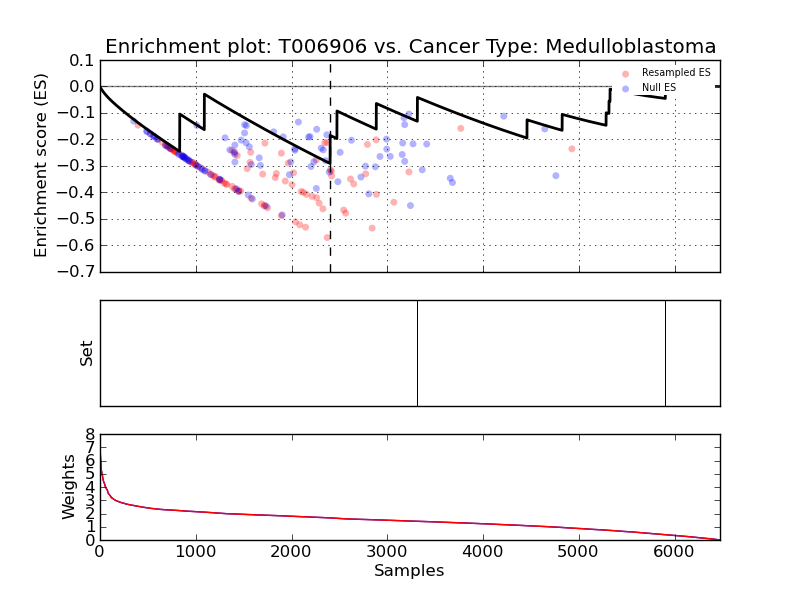 Enrichment plot: T006906 vs. Cancer Type: Medulloblastoma
Enrichment score (ES)
0.1
0.0
−0.1
−0.2
−0.3
−0.4
−0.5
−0.6
−0.7
Resampled ES
Null ES
Set
Weights
8
7
6
5
4
3
2
1
0
0 1000 2000 3000 4000 5000 6000
Samples